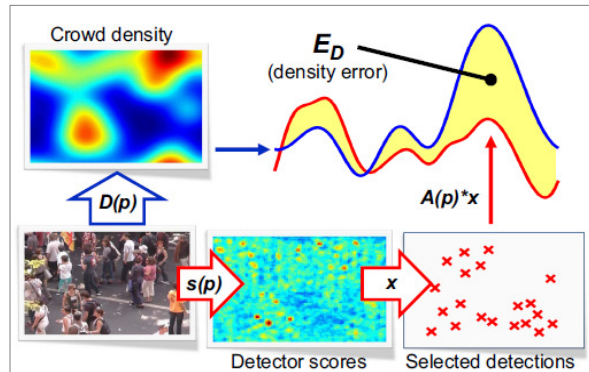 Crowd density
E_D
(density error)
D(p)
A(p)*x
s(p)
x
Detector scores
Selected detections